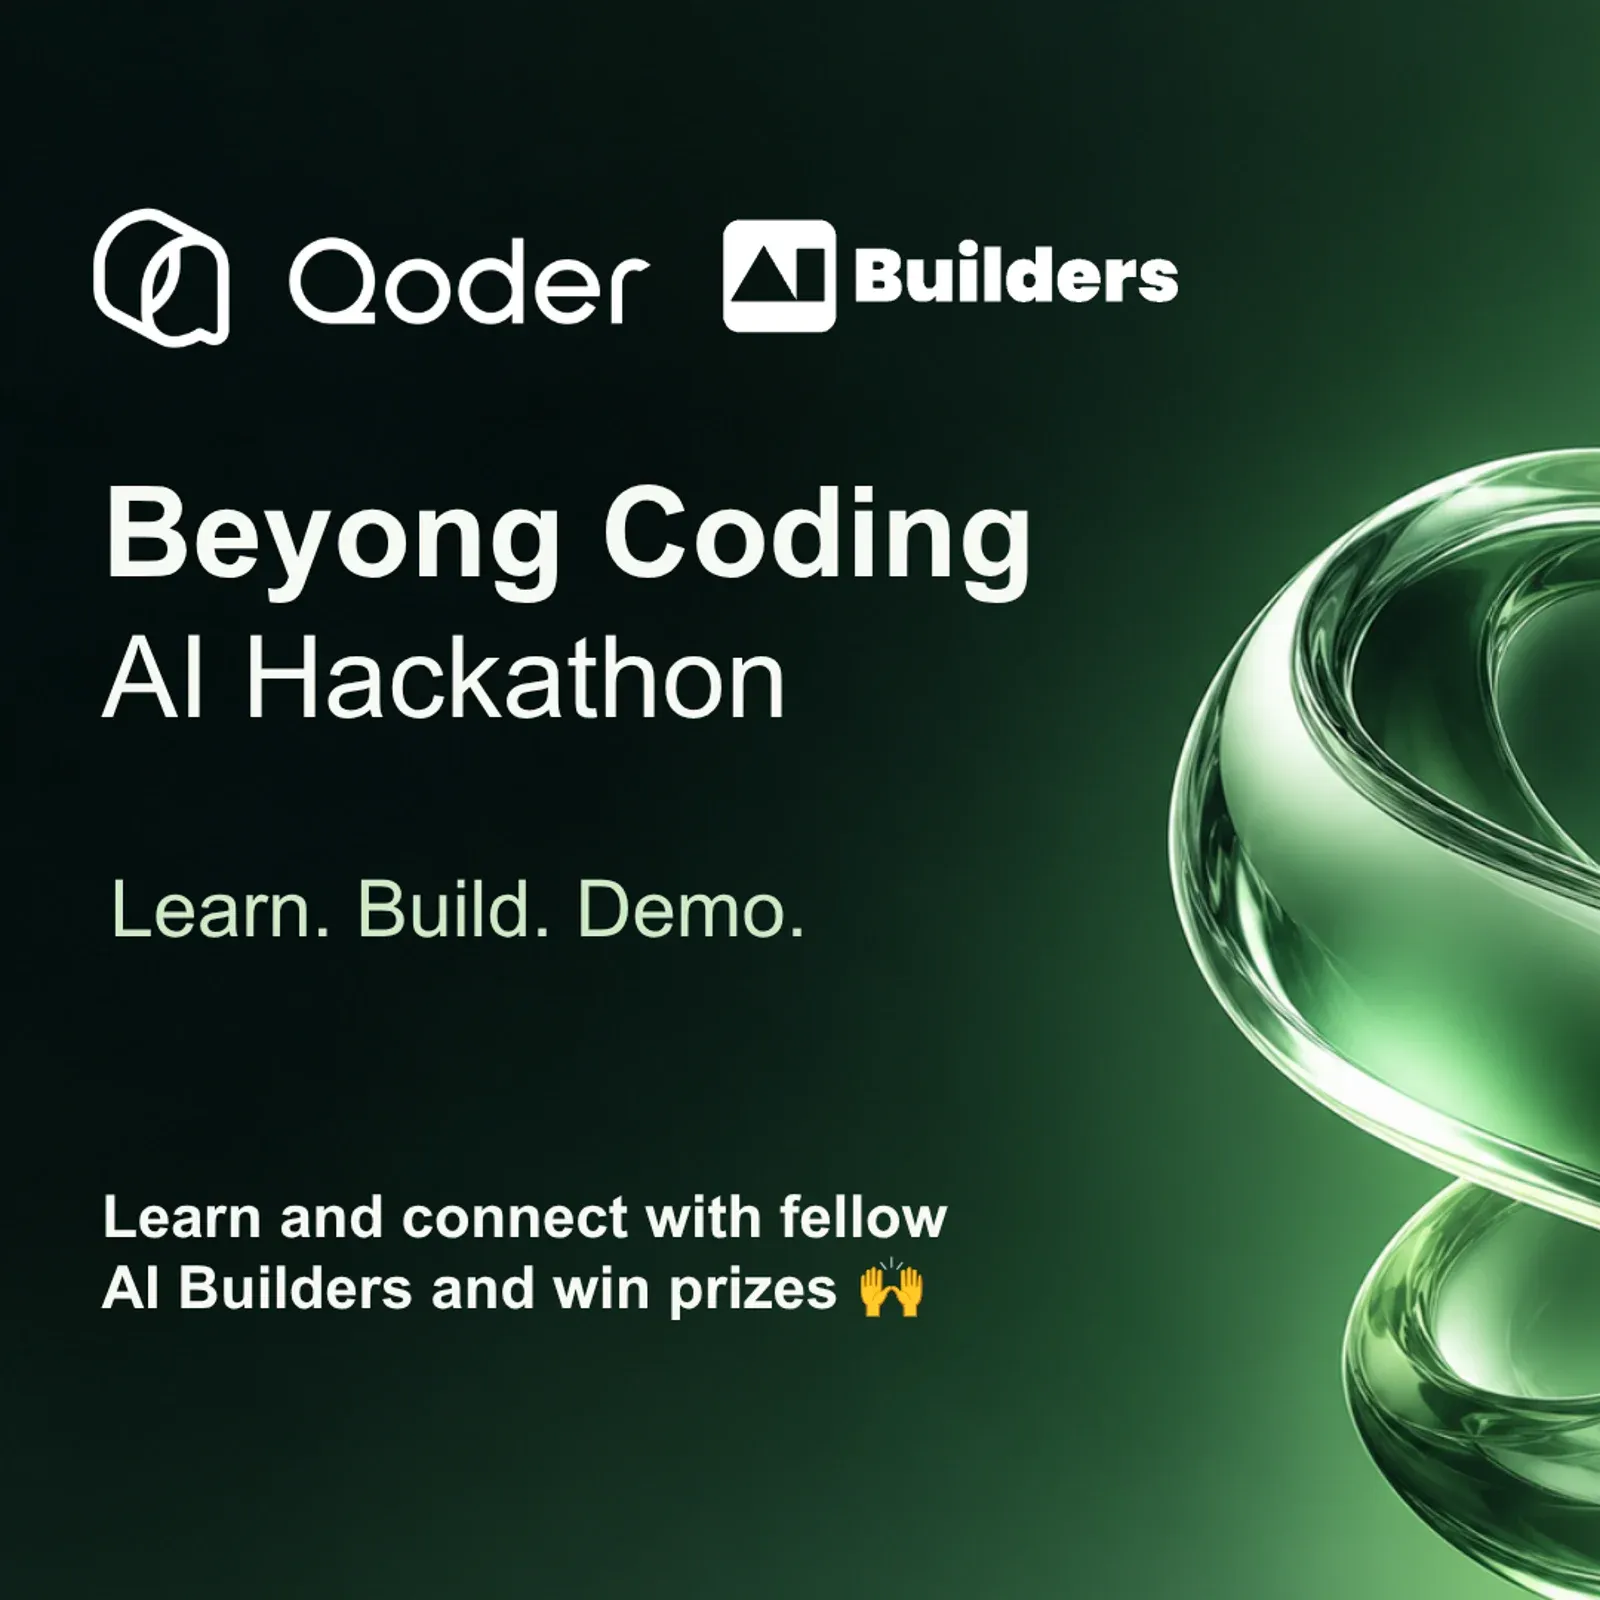 Qoder AI Builders
Beyong Coding
AI Hackathon
Learn. Build. Demo.
Learn and connect with fellow
AI Builders and win prizes 🙌